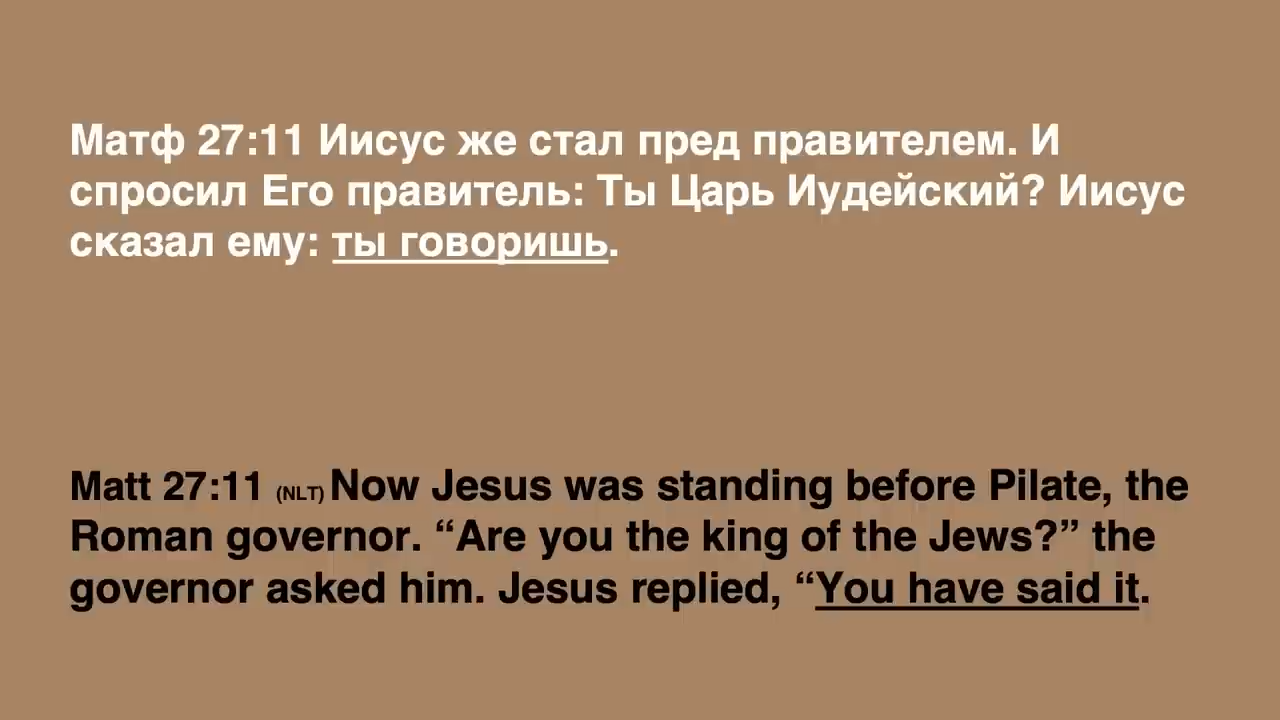 Матф 27:11 Иисус же стал пред правителем. И
спросил Его правитель: Ты Царь Иудейский? Иисус
сказал ему: ты говоришь.
Matt 27:11 (NLT) Now Jesus was standing before Pilate, the
Roman governor. “Are you the king of the Jews?” the
governor asked him. Jesus replied, “You have said it.